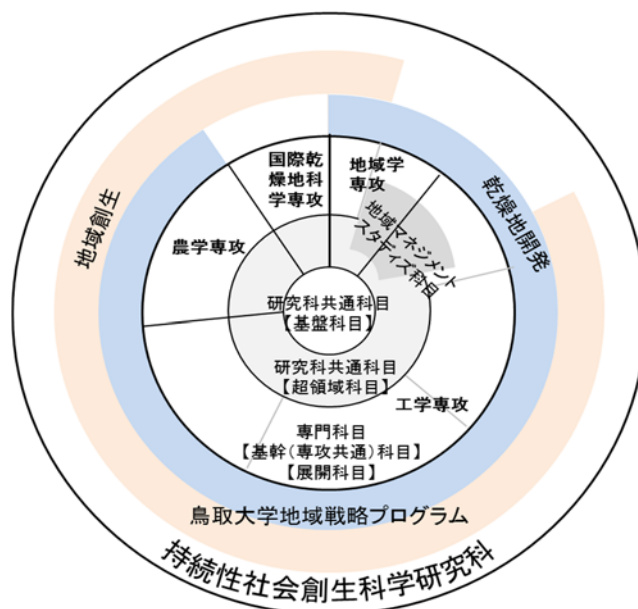 国際乾
燥地科
学専攻
地域学
専攻
地域創生
乾燥地開発
農学専攻
地域マネジメント
スタディズ科目
研究科共通科目
【基盤科目】
研究科共通科目
【超領域科目】
工学専攻
専門科目
【基幹(専攻共通)科目】
【展開科目】
鳥取大学地域戦略プログラム
持続性社会創生科学研究科